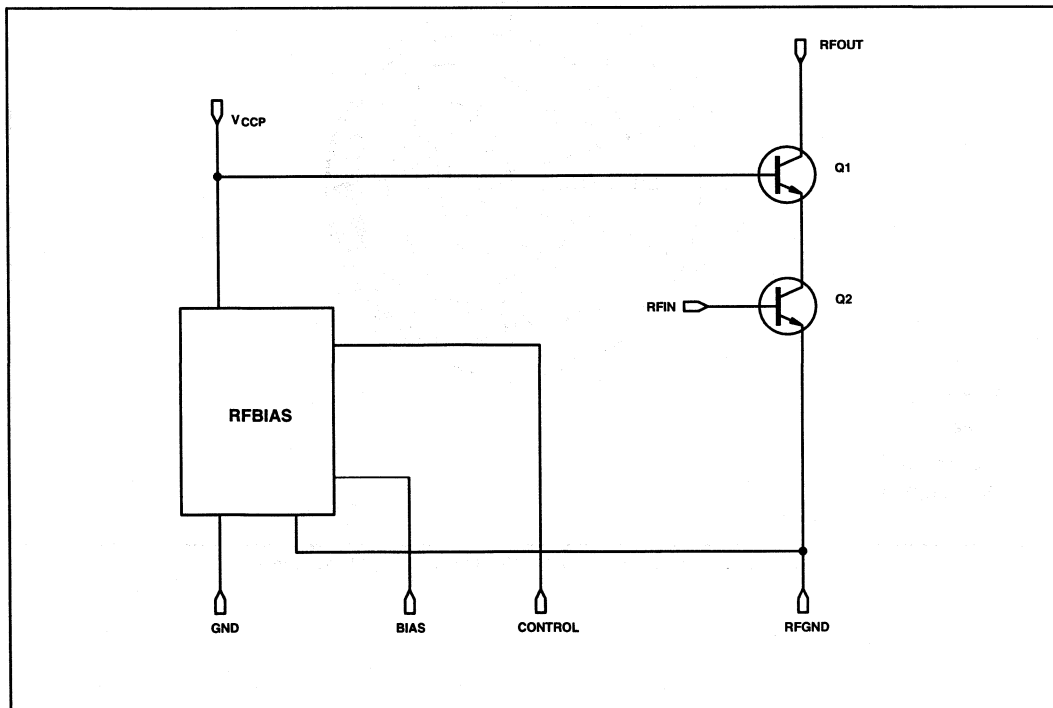 RFOUT
VCCP
Q1
RFIN
Q2
RFBIAS
GND
BIAS
CONTROL
RFGND